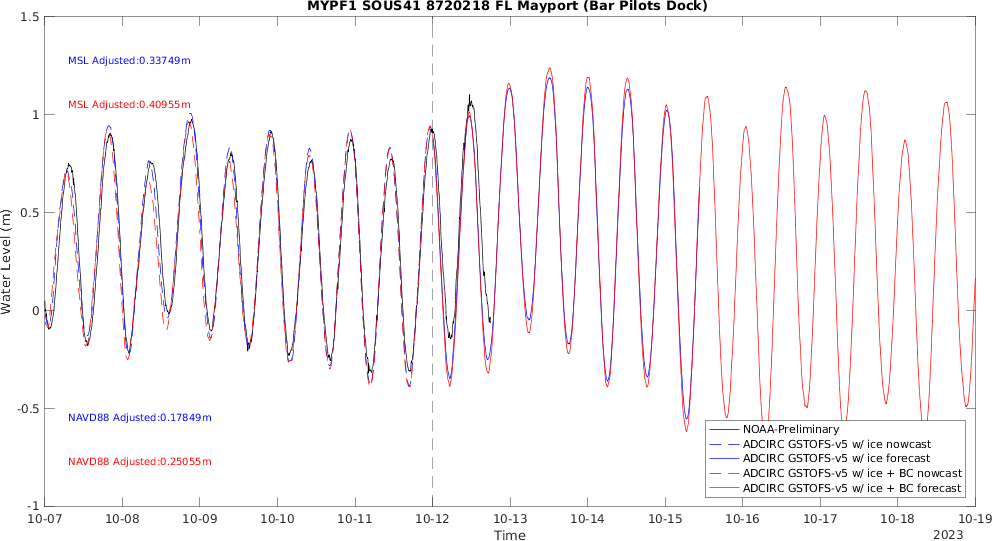 MYPF1 SOUS41 8720218 FL Mayport (Bar Pilots Dock)
1.5
MSL Adjusted:0.33749m
MSL Adjusted:0.40955m
1
0.5
Water Level (m)
0
-0.5
NAVD88 Adjusted:0.17849m
NAVD88 Adjusted:0.25055m
NOAA-Preliminary
ADCIRC GSTOFS-v5 w/ ice nowcast
ADCIRC GSTOFS-v5 w/ ice forecast
ADCIRC GSTOFS-v5 w/ ice + BC nowcast
ADCIRC GSTOFS-v5 w/ ice + BC forecast
-1
10-07 10-08 10-09 10-10 10-11 10-12 10-13 10-14 10-15 10-16 10-17 10-18 10-19
Time
2023